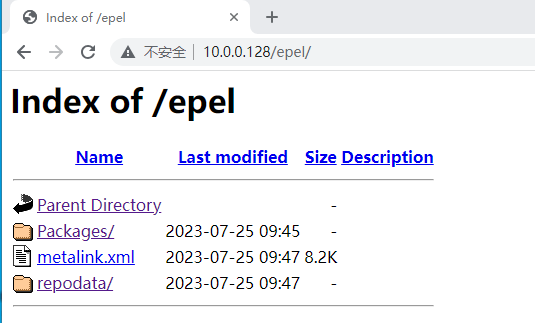 Index of /epel
不安全 10.0.0.128/epel/
Index of /epel
Name Last modified Size Description
Parent Directory -
Packages/ 2023-07-25 09:45 -
metalink.xml 2023-07-25 09:47 8.2K
repodata/ 2023-07-25 09:47 -